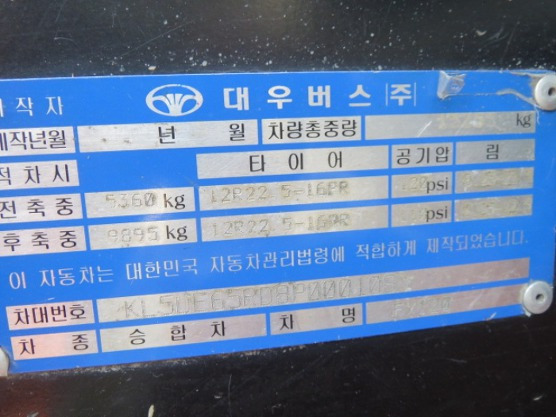 제작자 대우버스㈜
제작년월 년 월 차량총중량 kg
적차시 타이어 공기압 림
전축중 5360 kg 12R22.5-16PR psi
후축중 9895 kg 12R22.5-16PR psi
이 자동차는 대한민국 자동차관리법령에 적합하게 제작되었습니다.
차대번호
차종 승합차 차명